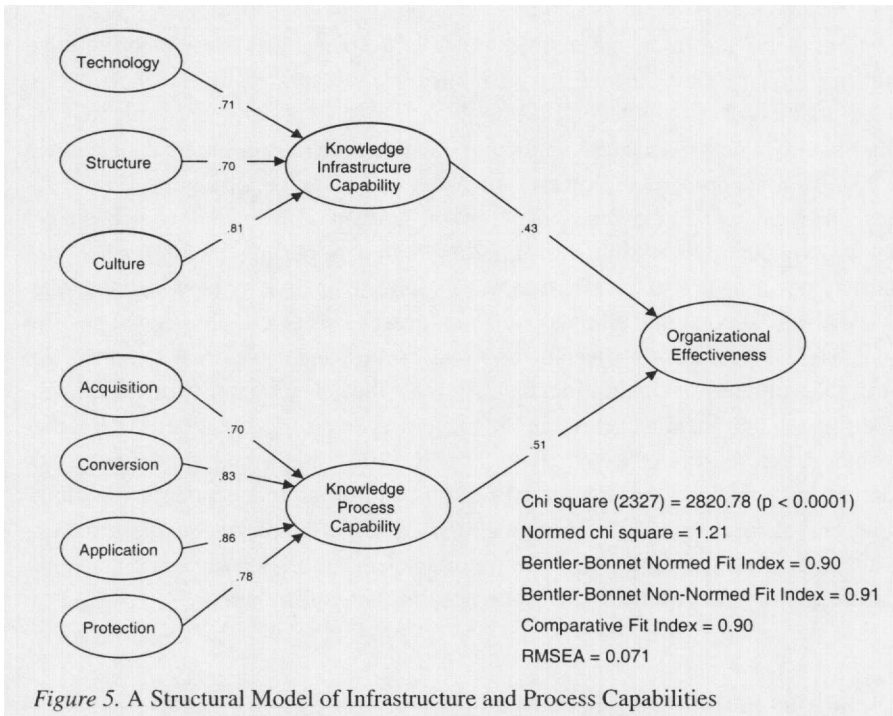 Technology
.71
Structure
.70
Knowledge
Infrastructure
Capability
.81
.43
Culture
Organizational
Effectiveness
Acquisition
.70
Conversion
.83
Knowledge
Process
Capability
.51
Application
.86
.78
Protection
Chi square (2327) = 2820.78 (p < 0.0001)
Normed chi square = 1.21
Bentler-Bonnet Normed Fit Index = 0.90
Bentler-Bonnet Non-Normed Fit Index = 0.91
Comparative Fit Index = 0.90
RMSEA = 0.071
Figure 5. A Structural Model of Infrastructure and Process Capabilities